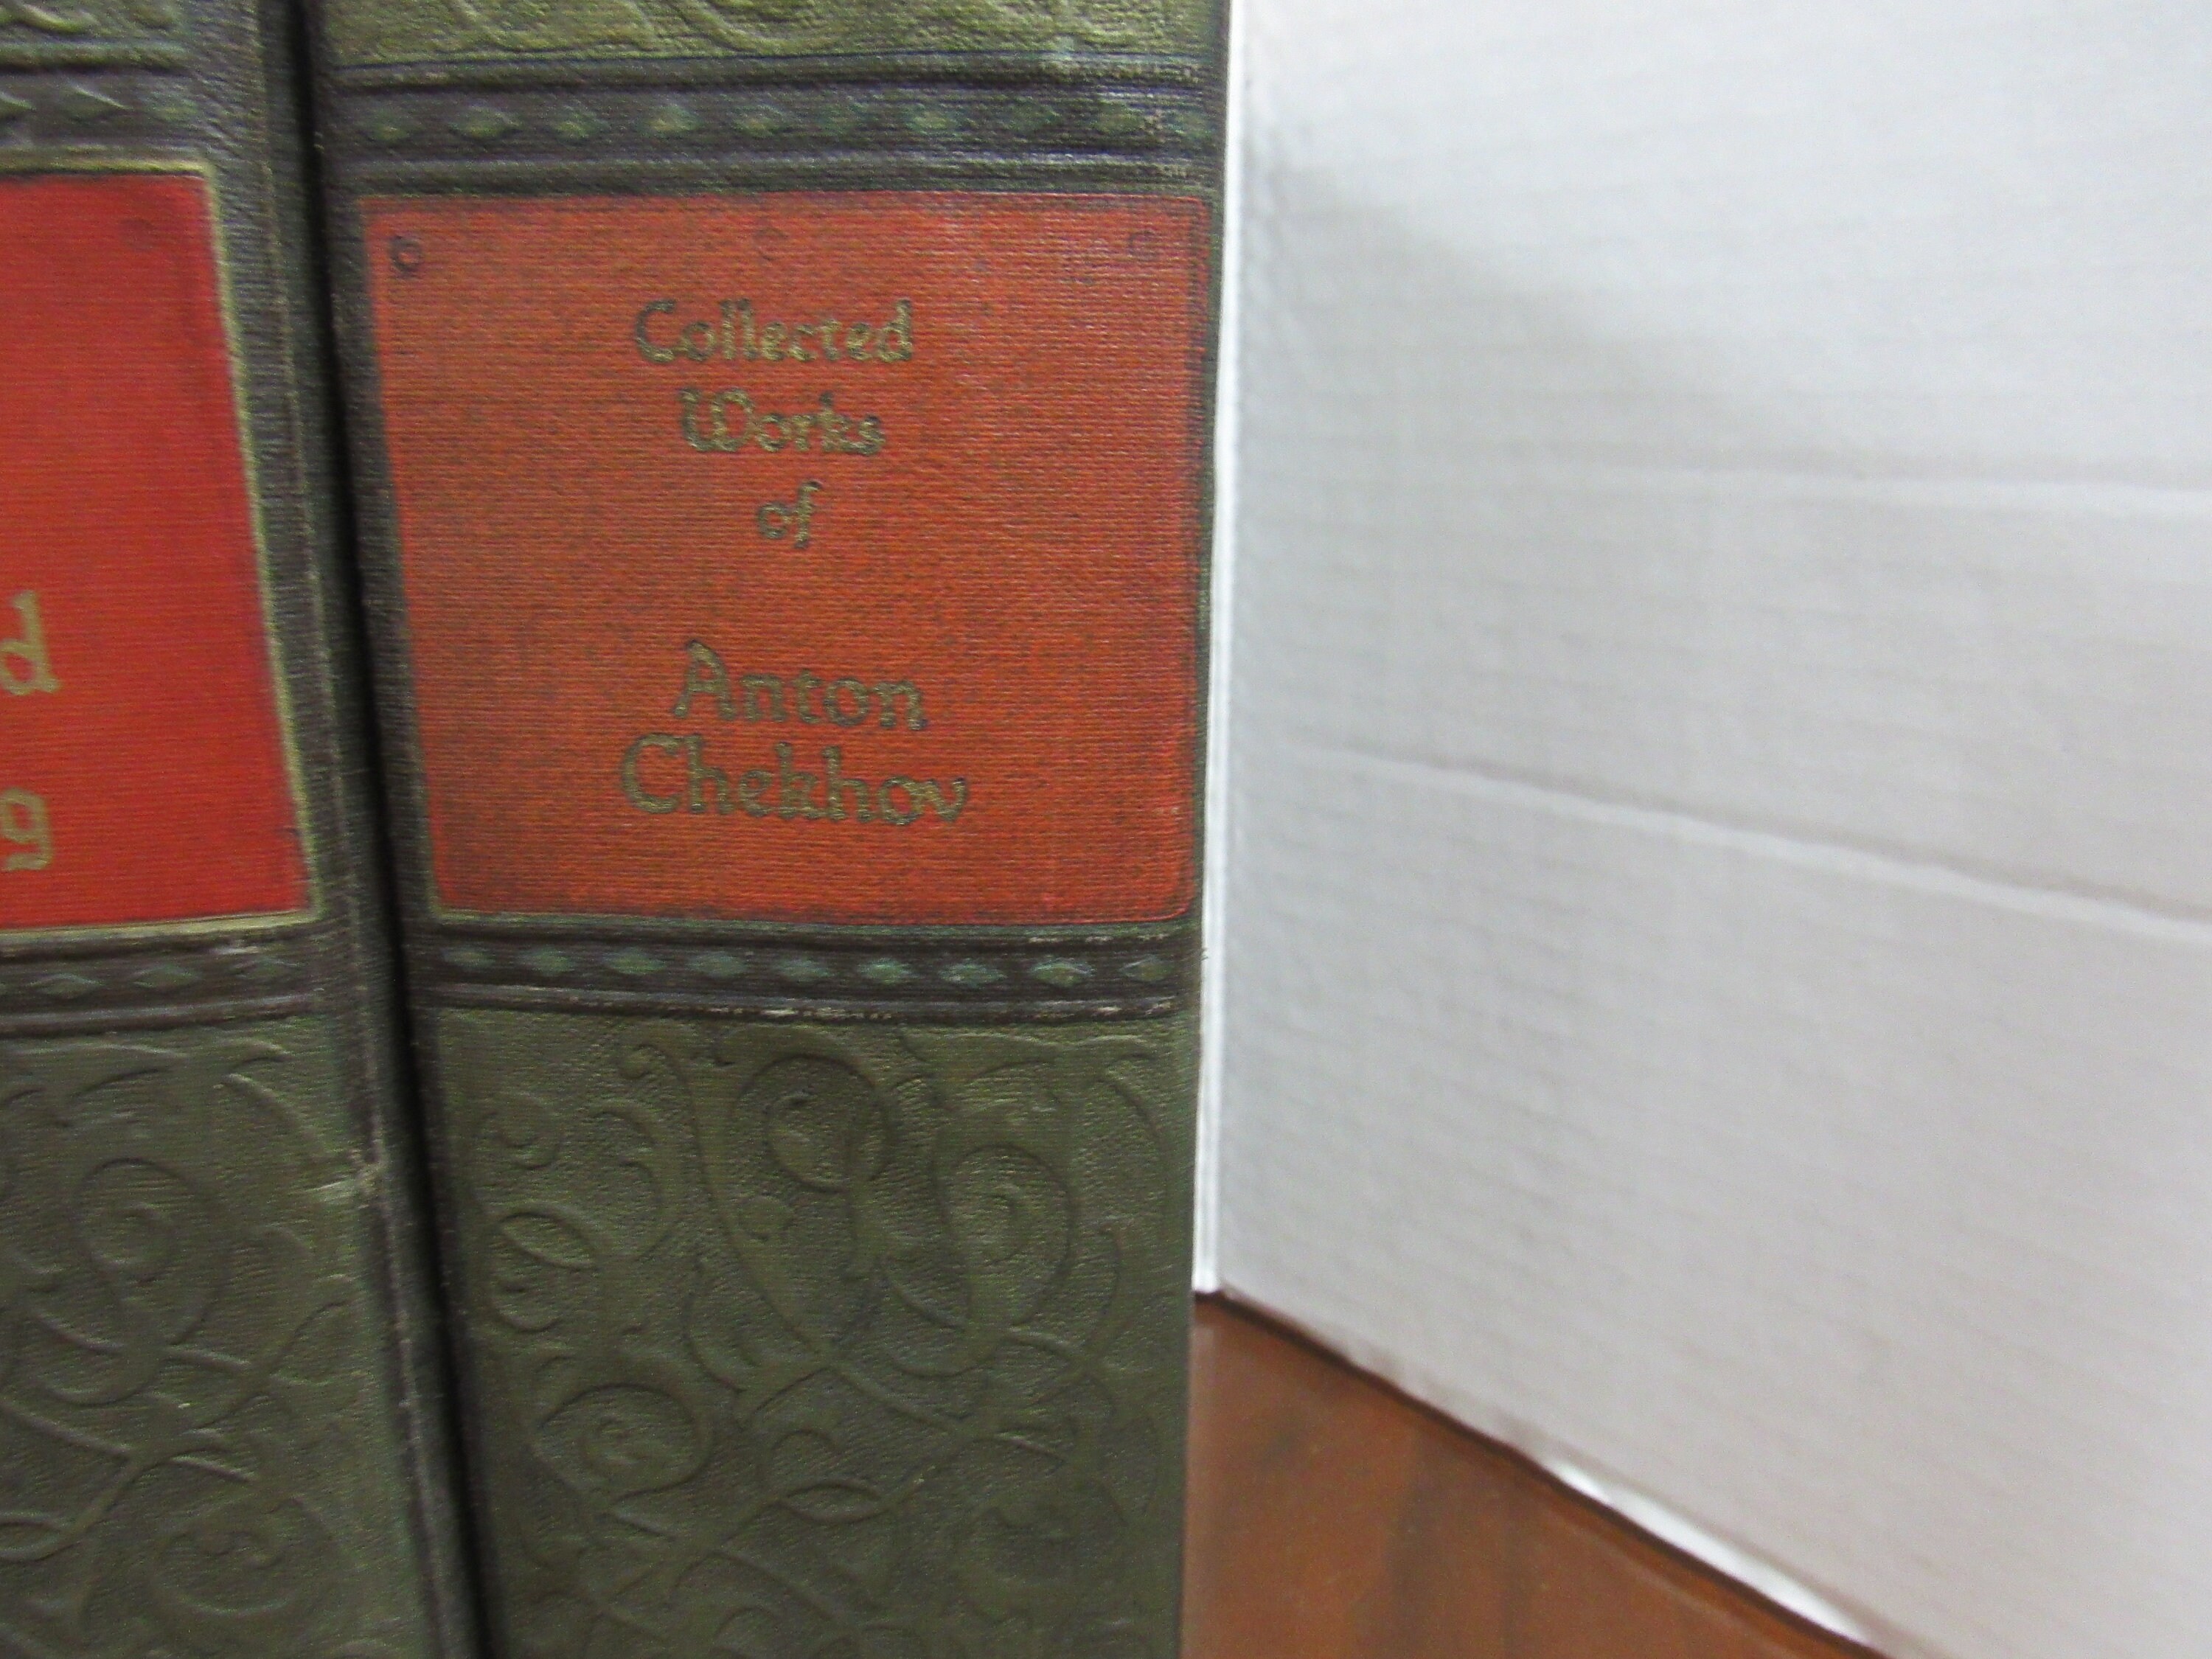 Collected
Works
of
Anton
Chekhov
d
g